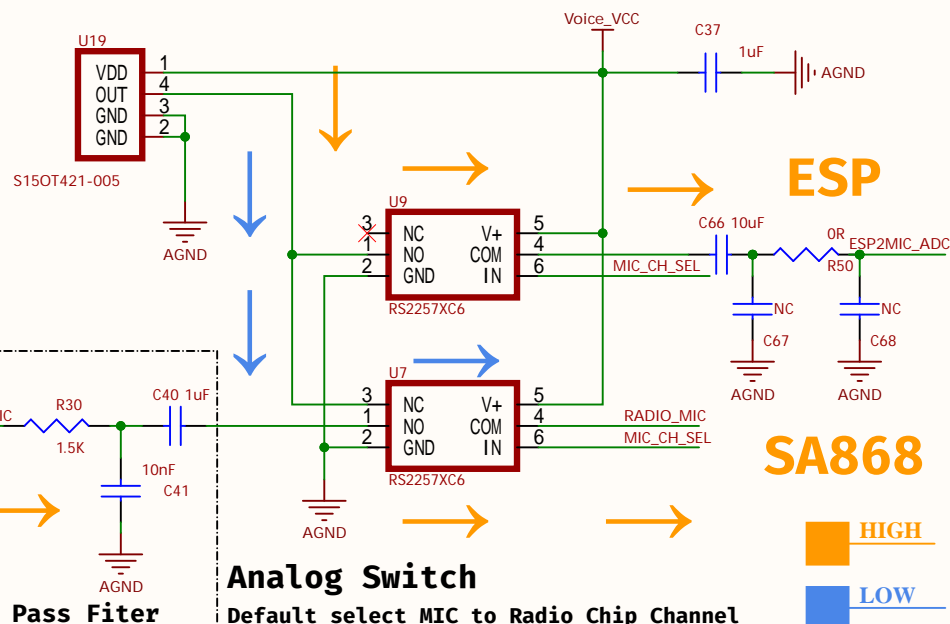 Voice_VCC
C37
1uF
AGND
U19
VDD 1
OUT 4
GND 3
GND 2
S15OT421-005
AGND
ESP
U9
3 NC V+ 5
1 NO COM 4
2 GND IN 6
RS2257XC6
MIC_CH_SEL
C66 10uF
0R
R50
ESP2MIC_ADC
NC
C67
AGND
NC
C68
AGND
U7
3 NC V+ 5
1 NO COM 4
2 GND IN 6
RS2257XC6
RADIO_MIC
MIC_CH_SEL
AGND
IC
R30
1.5K
C40 1uF
10nF
C41
AGND
SA868
HIGH
LOW
Pass Fiter
Analog Switch
Default select MIC to Radio Chip Channel